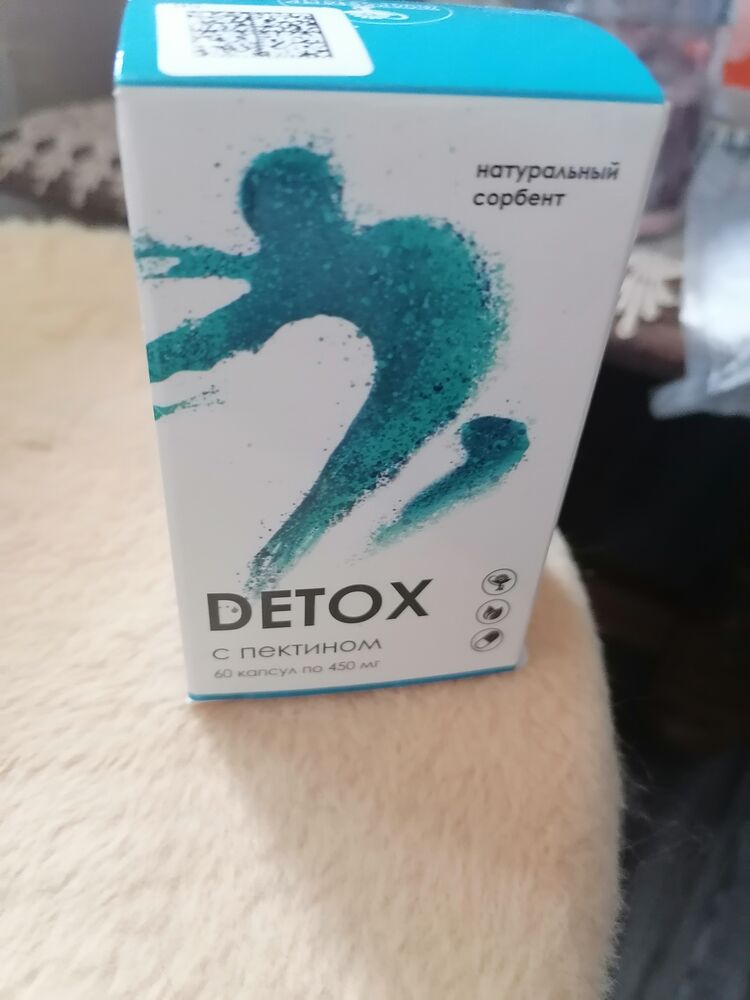 натуральный
сорбент
DETOX
с пектином
60 капсул по 450 мг